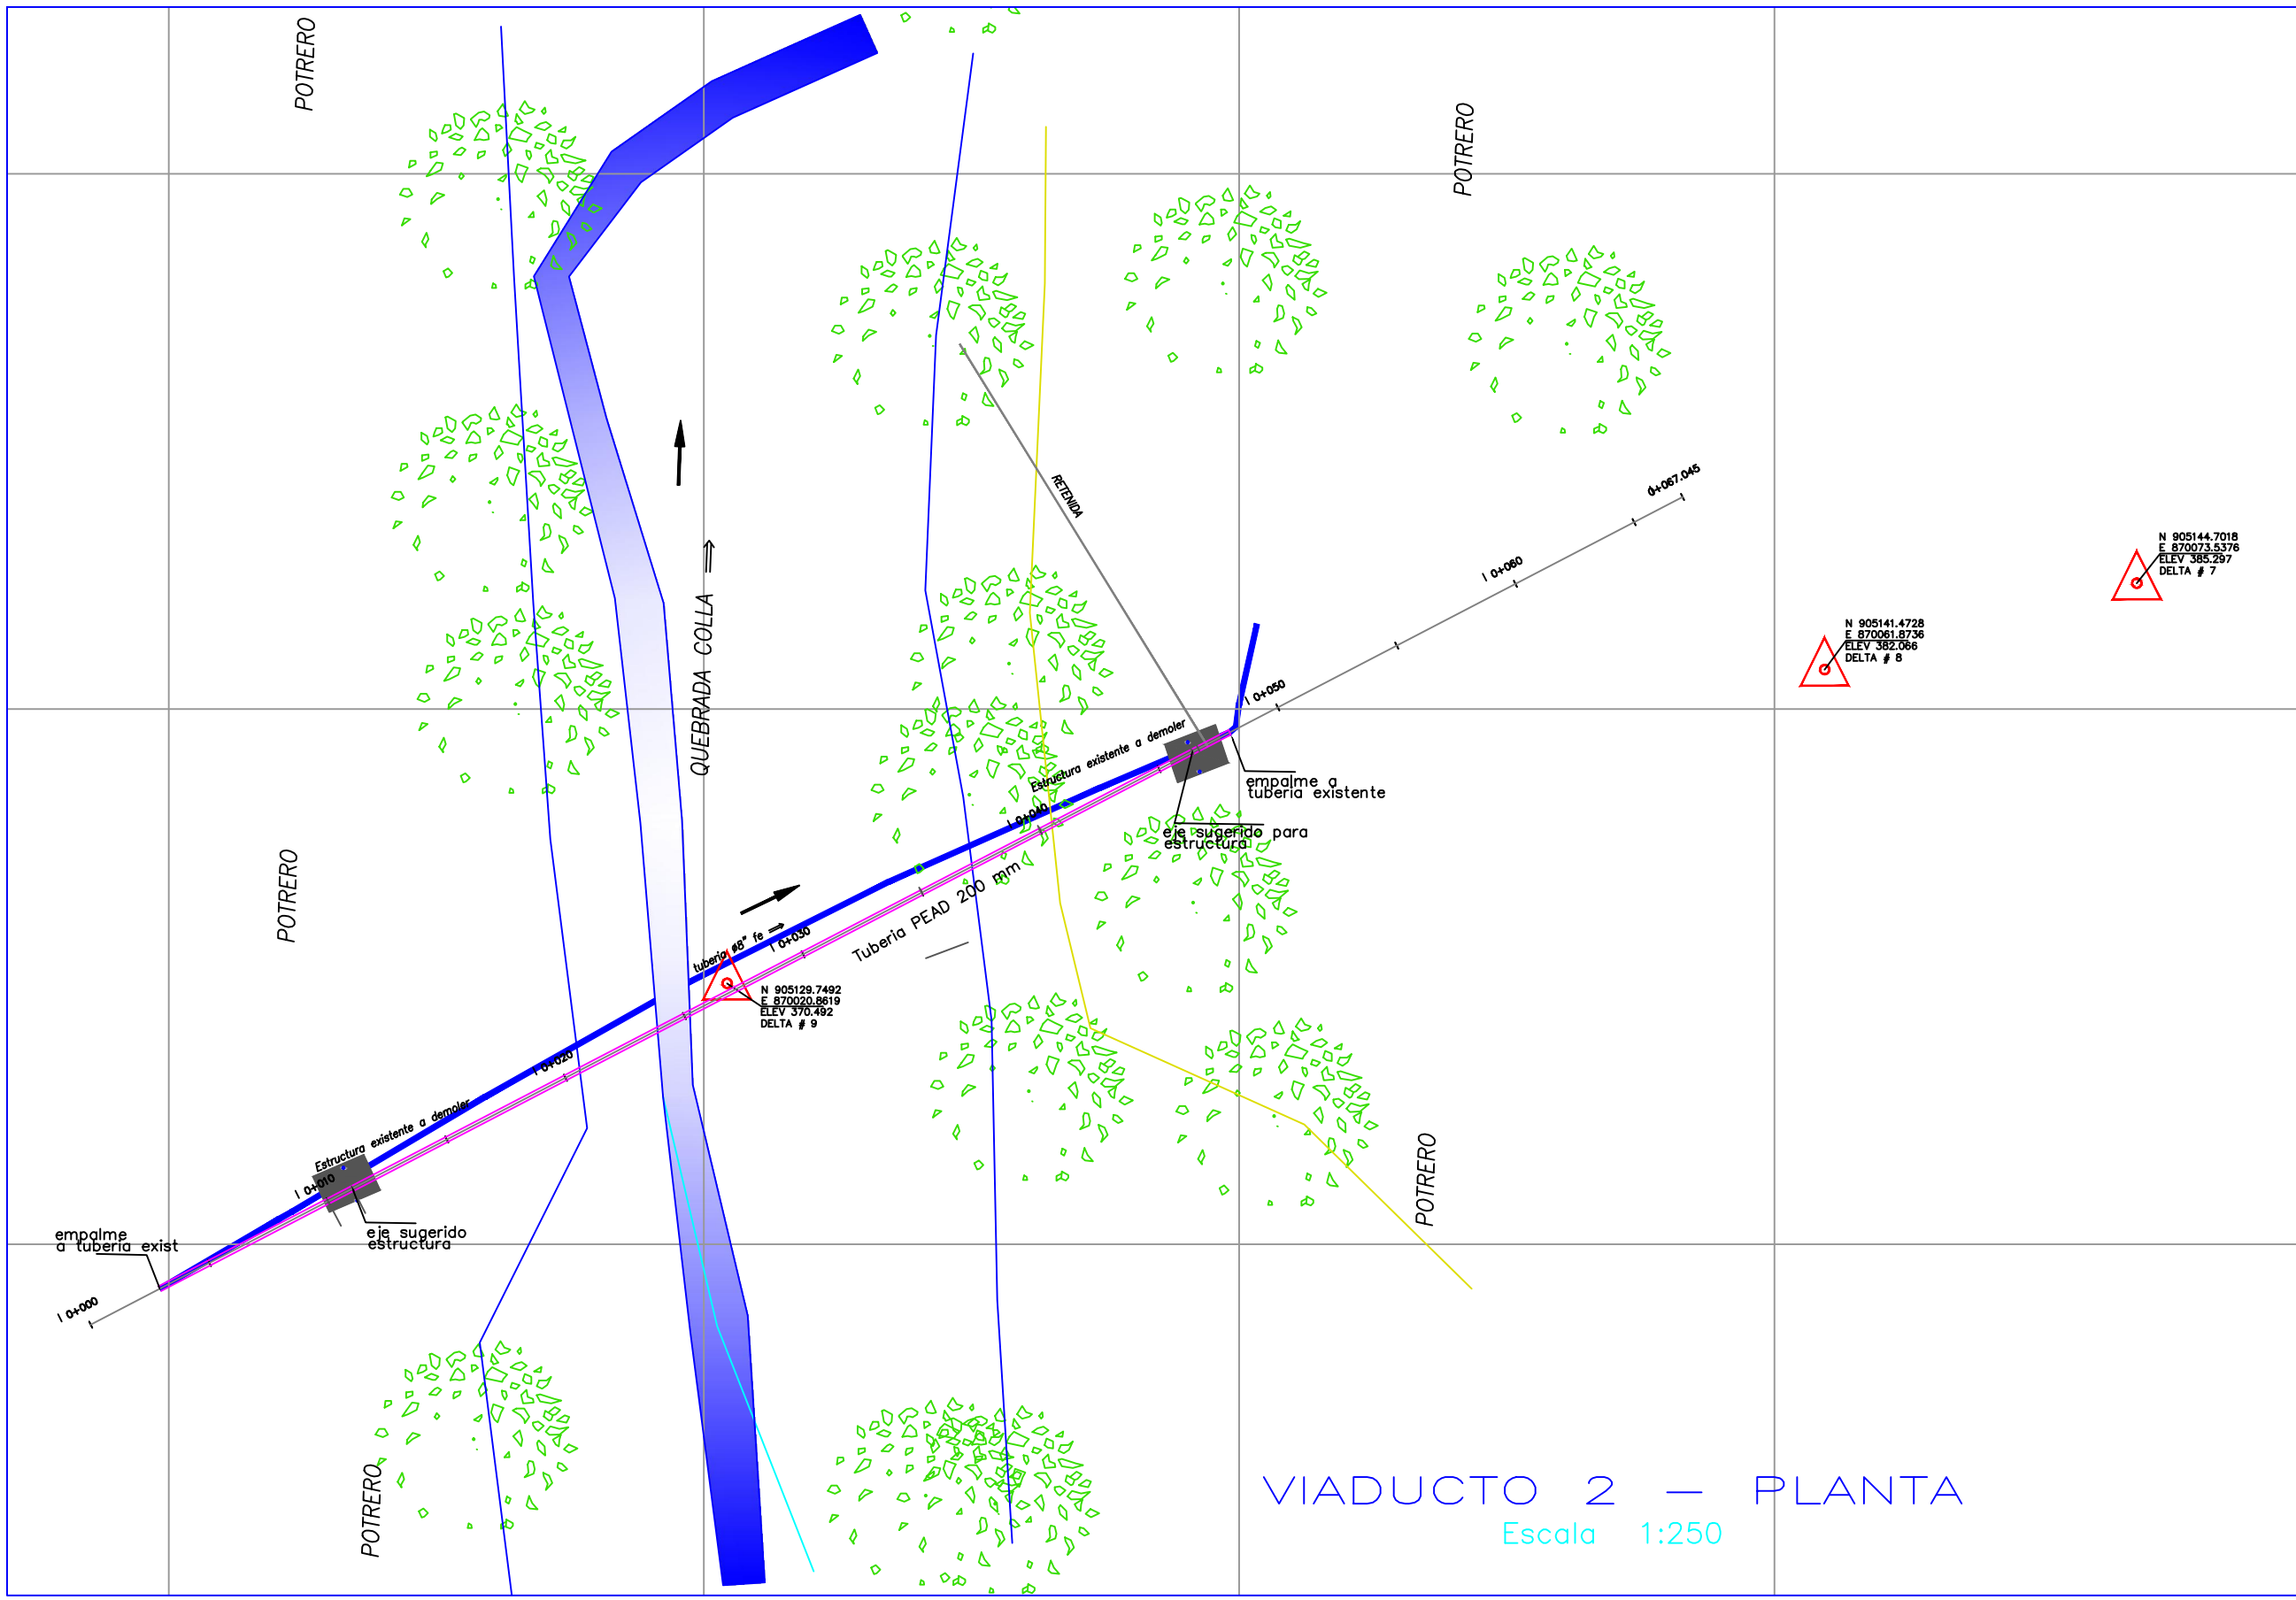 POTRERO
POTRERO
RETENIDA
0+067.045
N 905144.7018
E 870073.5376
ELEV 385.297
DELTA # 7
0+060
N 905141.4728
E 870061.8736
ELEV 382.066
DELTA # 8
QUEBRADA COLLA
0+050
Estructura existente a demoler
empalme a
tuberia existente
0+040
eje sugerido para
estructura
POTRERO
Tuberia PEAD 200 mm
tuberia ø8" fe
0+030
N 905129.7492
E 870020.8619
ELEV 370.492
DELTA # 9
0+020
Estructura existente a demoler
0+010
POTRERO
eje sugerido
estructura
empalme
a tuberia exist
0+000
POTRERO
VIADUCTO 2 — PLANTA
Escala 1:250